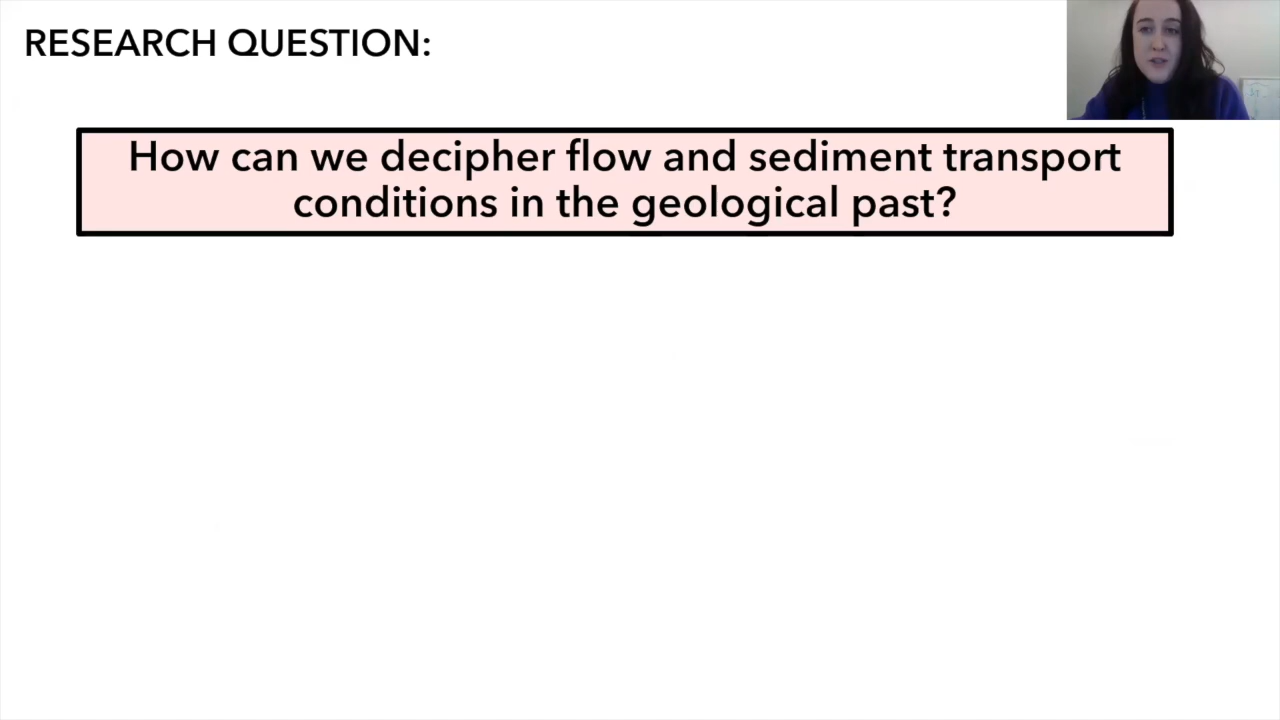 RESEARCH QUESTION:
How can we decipher flow and sediment transport
conditions in the geological past?